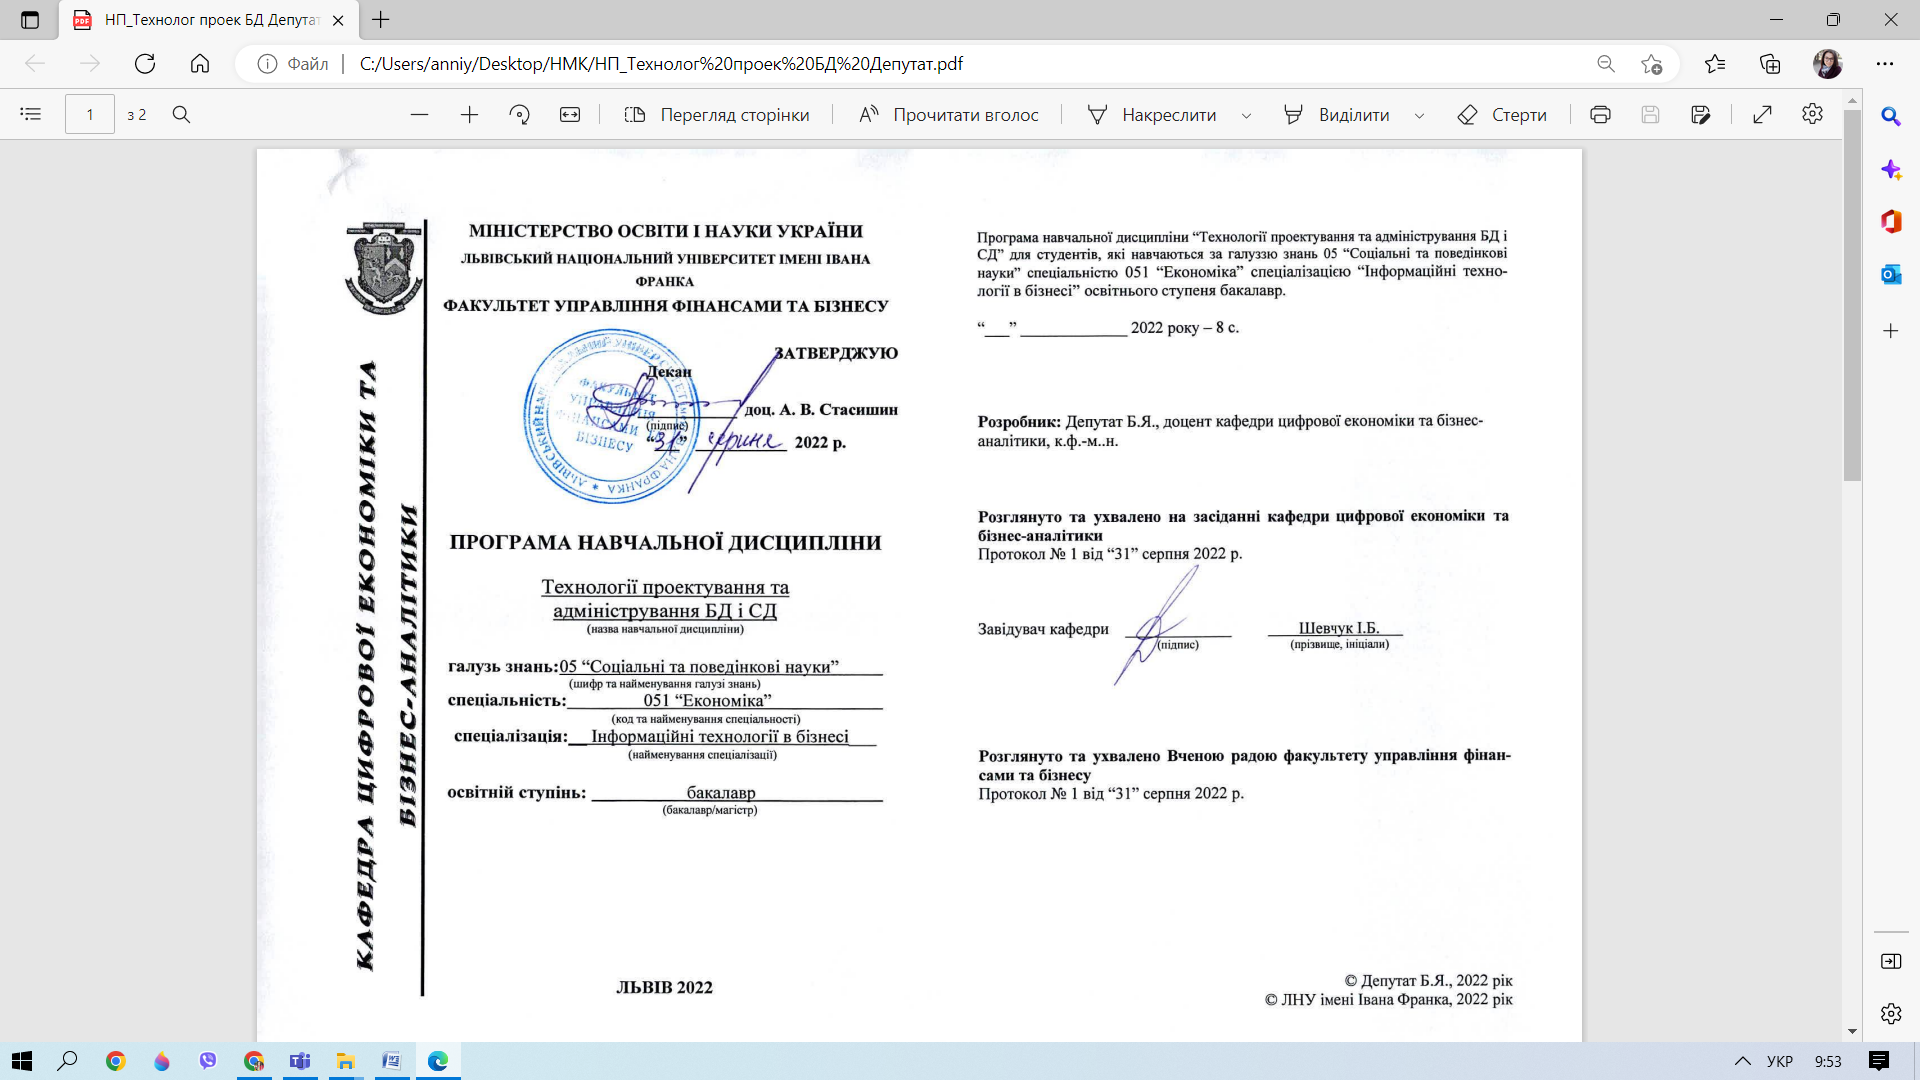 НП_Технолог проек БД Депутат
Файл
C:/Users/anniy/Desktop/НМК/НП_Технолог%20проек%20БД%20Депутат.pdf
1
з 2
Перегляд сторінки
Прочитати вголос
Накреслити
Виділити
Стерти
КАФЕДРА ЦИФРОВОЇ ЕКОНОМІКИ ТА
БІЗНЕС-АНАЛІТИКИ
МІНІСТЕРСТВО ОСВІТИ І НАУКИ УКРАЇНИ
ЛЬВІВСЬКИЙ НАЦІОНАЛЬНИЙ УНІВЕРСИТЕТ ІМЕНІ ІВАНА
ФРАНКА
ФАКУЛЬТЕТ УПРАВЛІННЯ ФІНАНСАМИ ТА БІЗНЕСУ
ЗАТВЕРДЖУЮ
Декан
доц. А. В. Стасишин
(підпис)
“31” серпня 2022 р.
ФАКУЛЬТЕТ
УПРАВЛІННЯ
ФІНАНСАМИ ТА
БІЗНЕСУ
ПРОГРАМА НАВЧАЛЬНОЇ ДИСЦИПЛІНИ
Технології проектування та
адміністрування БД і СД
(назва навчальної дисципліни)
галузь знань:05 “Соціальні та поведінкові науки”
(шифр та найменування галузі знань)
спеціальність: 051 “Економіка”
(код та найменування спеціальності)
спеціалізація: Інформаційні технології в бізнесі
(найменування спеціалізації)
освітній ступінь: бакалавр
(бакалавр/магістр)
ЛЬВІВ 2022
Програма навчальної дисципліни “Технології проектування та адміністрування БД і
СД” для студентів, які навчаються за галуззю знань 05 “Соціальні та поведінкові
науки” спеціальністю 051 “Економіка” спеціалізацією “Інформаційні техно-
логії в бізнесі” освітнього ступеня бакалавр.
“___” _____________ 2022 року – 8 с.
Розробник: Депутат Б.Я., доцент кафедри цифрової економіки та бізнес-
аналітики, к.ф.-м..н.
Розглянуто та ухвалено на засіданні кафедри цифрової економіки та
бізнес-аналітики
Протокол № 1 від “31” серпня 2022 р.
Завідувач кафедри Шевчук І.Б.
(підпис) (прізвище, ініціали)
Розглянуто та ухвалено Вченою радою факультету управління фінан-
сами та бізнесу
Протокол № 1 від “31” серпня 2022 р.
© Депутат Б.Я., 2022 рік
© ЛНУ імені Івана Франка, 2022 рік
УКР
9:53